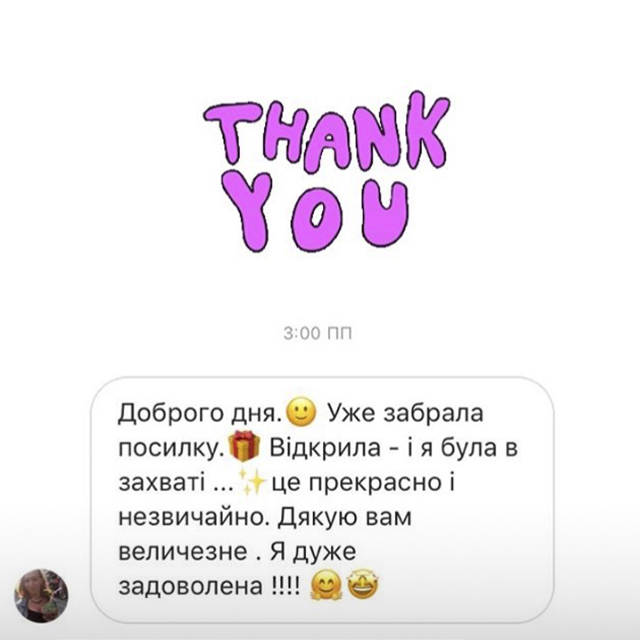 THANK
YOU
3:00 ПП
Доброго дня.🙂 Уже забрала
посилку.🎁 Відкрила - і я була в
захваті ... ✨це прекрасно і
незвичайно. Дякую вам
величезне . Я дуже
задоволена !!!! 🤗🤩